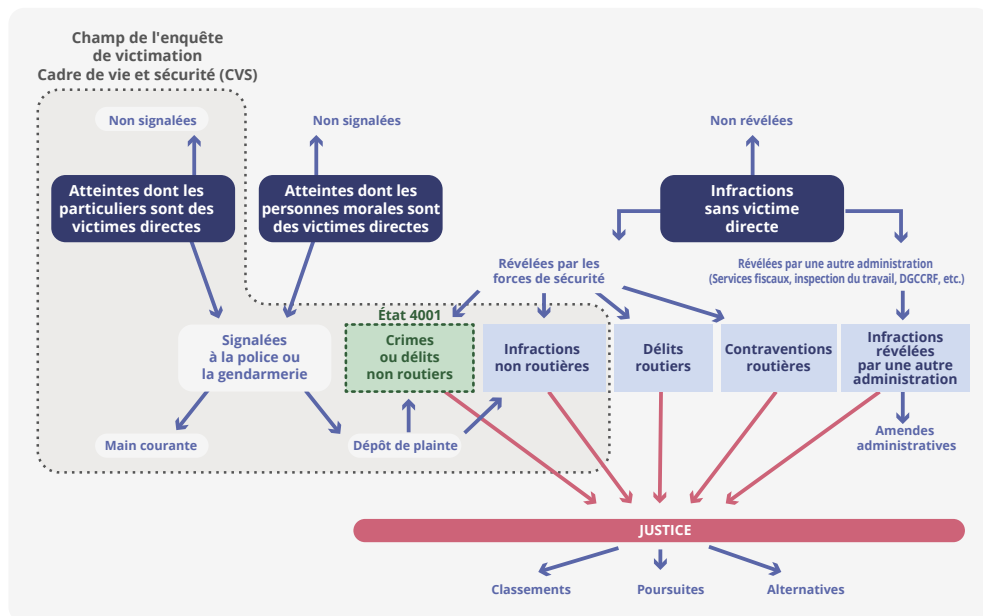 Champ de l'enquête
de victimation
Cadre de vie et sécurité (CVS)
Non signalées
Non signalées
Non révélées
Atteintes dont les
particuliers sont des
victimes directes
Atteintes dont les
personnes morales sont
des victimes directes
Infractions
sans victime
directe
Révélées par les
forces de sécurité
Révélées par une autre administration
(Services fiscaux, inspection du travail, DGCCRF, etc.)
Signalées
à la police ou
la gendarmerie
État 4001
Crimes
ou délits
non routiers
Infractions
non routières
Délits
routiers
Contraventions
routières
Infractions
révélées
par une autre
administration
Main courante
Dépôt de plainte
Amendes
administratives
JUSTICE
Classements
Poursuites
Alternatives